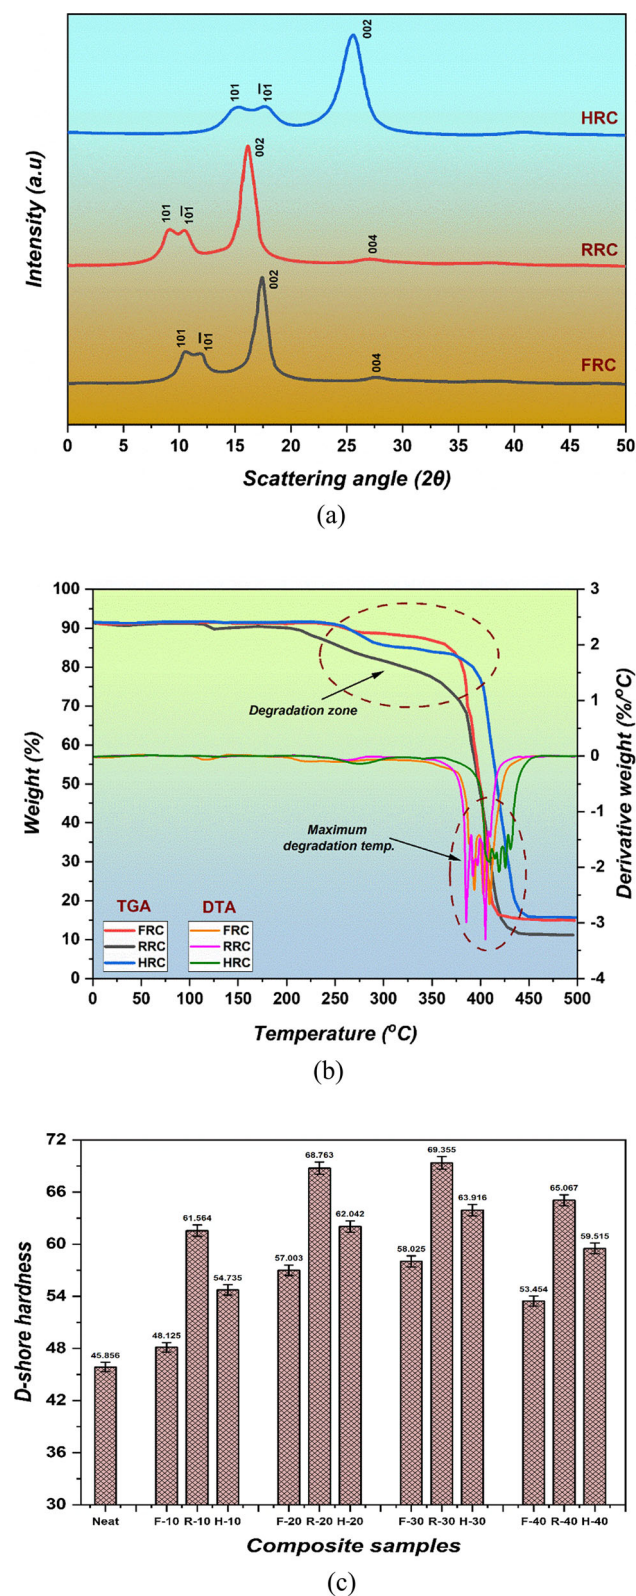 002
101
1̅01
HRC
002
101
1̅01
004
RRC
002
101
1̅01
004
FRC
Intensity (a.u)
0 5 10 15 20 25 30 35 40 45 50
Scattering angle (2θ)
(a)
100
90
80
70
60
50
40
30
20
10
0
Weight (%)
3
2
1
0
-1
-2
-3
-4
Derivative weight (%/°C)
Degradation zone
Maximum
degradation temp.
TGA DTA
FRC FRC
RRC RRC
HRC HRC
0 50 100 150 200 250 300 350 400 450 500
Temperature (°C)
(b)
72
66
60
54
48
42
36
30
D-shore hardness
45.856
48.125
61.564
54.735
57.003
68.763
62.042
58.025
69.355
63.916
53.454
65.067
59.515
Neat F-10 R-10 H-10 F-20 R-20 H-20 F-30 R-30 H-30 F-40 R-40 H-40
Composite samples
(c)